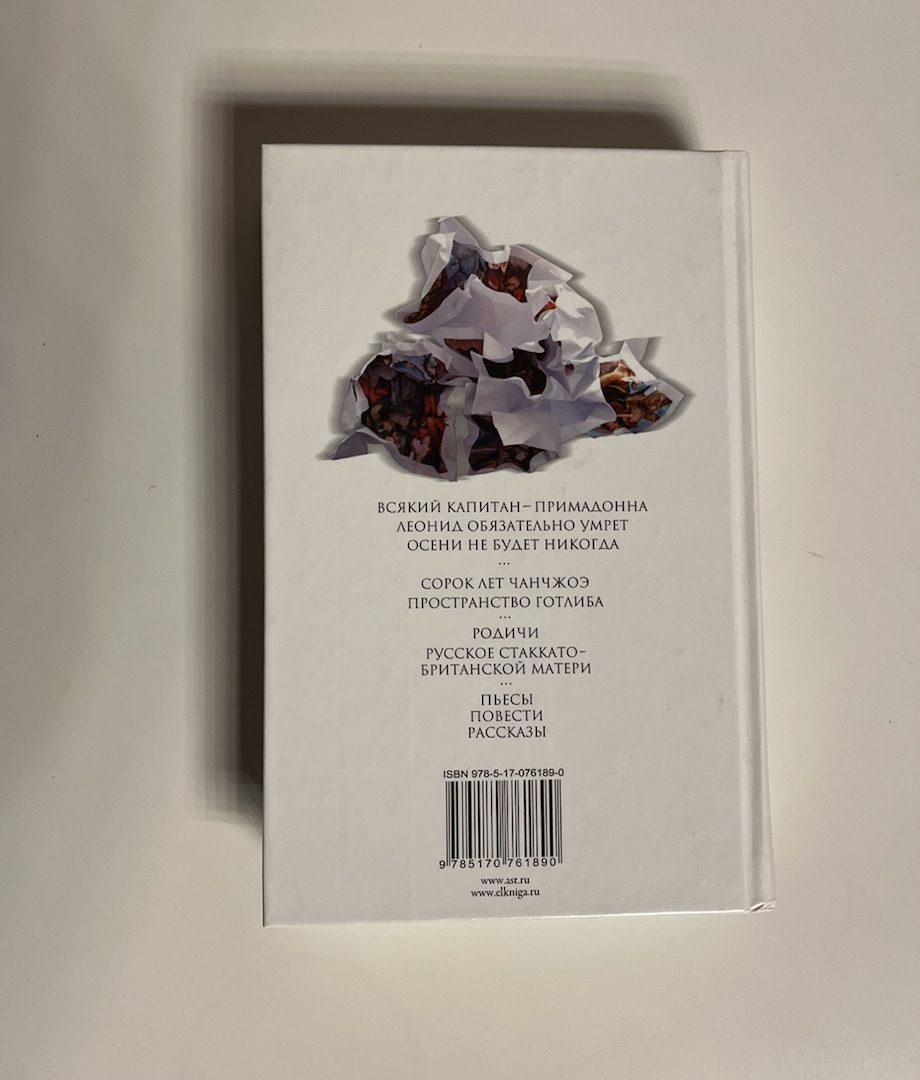 ВСЯКИЙ КАПИТАН – ПРИМАДОННА
ЛЕОНИД ОБЯЗАТЕЛЬНО УМРЕТ
ОСЕНИ НЕ БУДЕТ НИКОГДА
...
СОРОК ЛЕТ ЧАНЧЖОЭ
ПРОСТРАНСТВО ГОТЛИБА
...
РОДИЧИ
РУССКОЕ СТАККАТО –
БРИТАНСКОЙ МАТЕРИ
...
ПЬЕСЫ
ПОВЕСТИ
РАССКАЗЫ
ISBN 978-5-17-076189-0
9 785170 761890
www.ast.ru
www.elkniga.ru